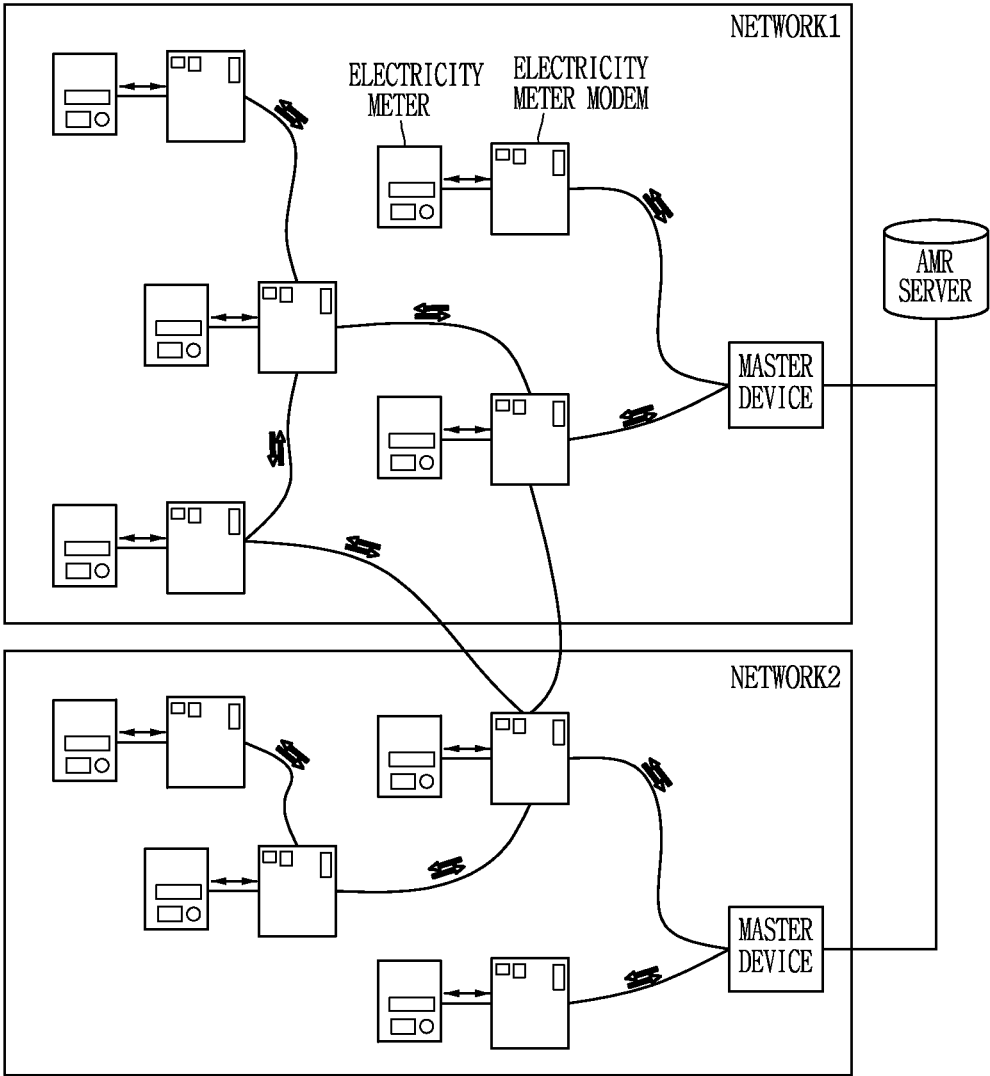 NETWORK1
ELECTRICITY
METER
ELECTRICITY
METER MODEM
AMR
SERVER
MASTER
DEVICE
NETWORK2
MASTER
DEVICE